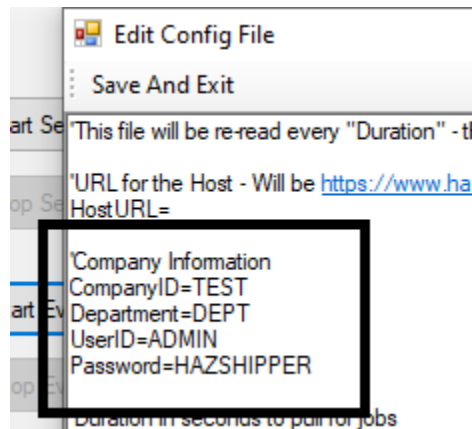 Edit Config File
Save And Exit
art Se
'This file will be re-read every "Duration" - th
'URL for the Host - Will be https://www.ha
op Se
HostURL=
'Company Information
CompanyID=TEST
art Ev
Department=DEPT
UserID=ADMIN
Password=HAZSHIPPER
op Ev
'Duration in seconds to pull for jobs